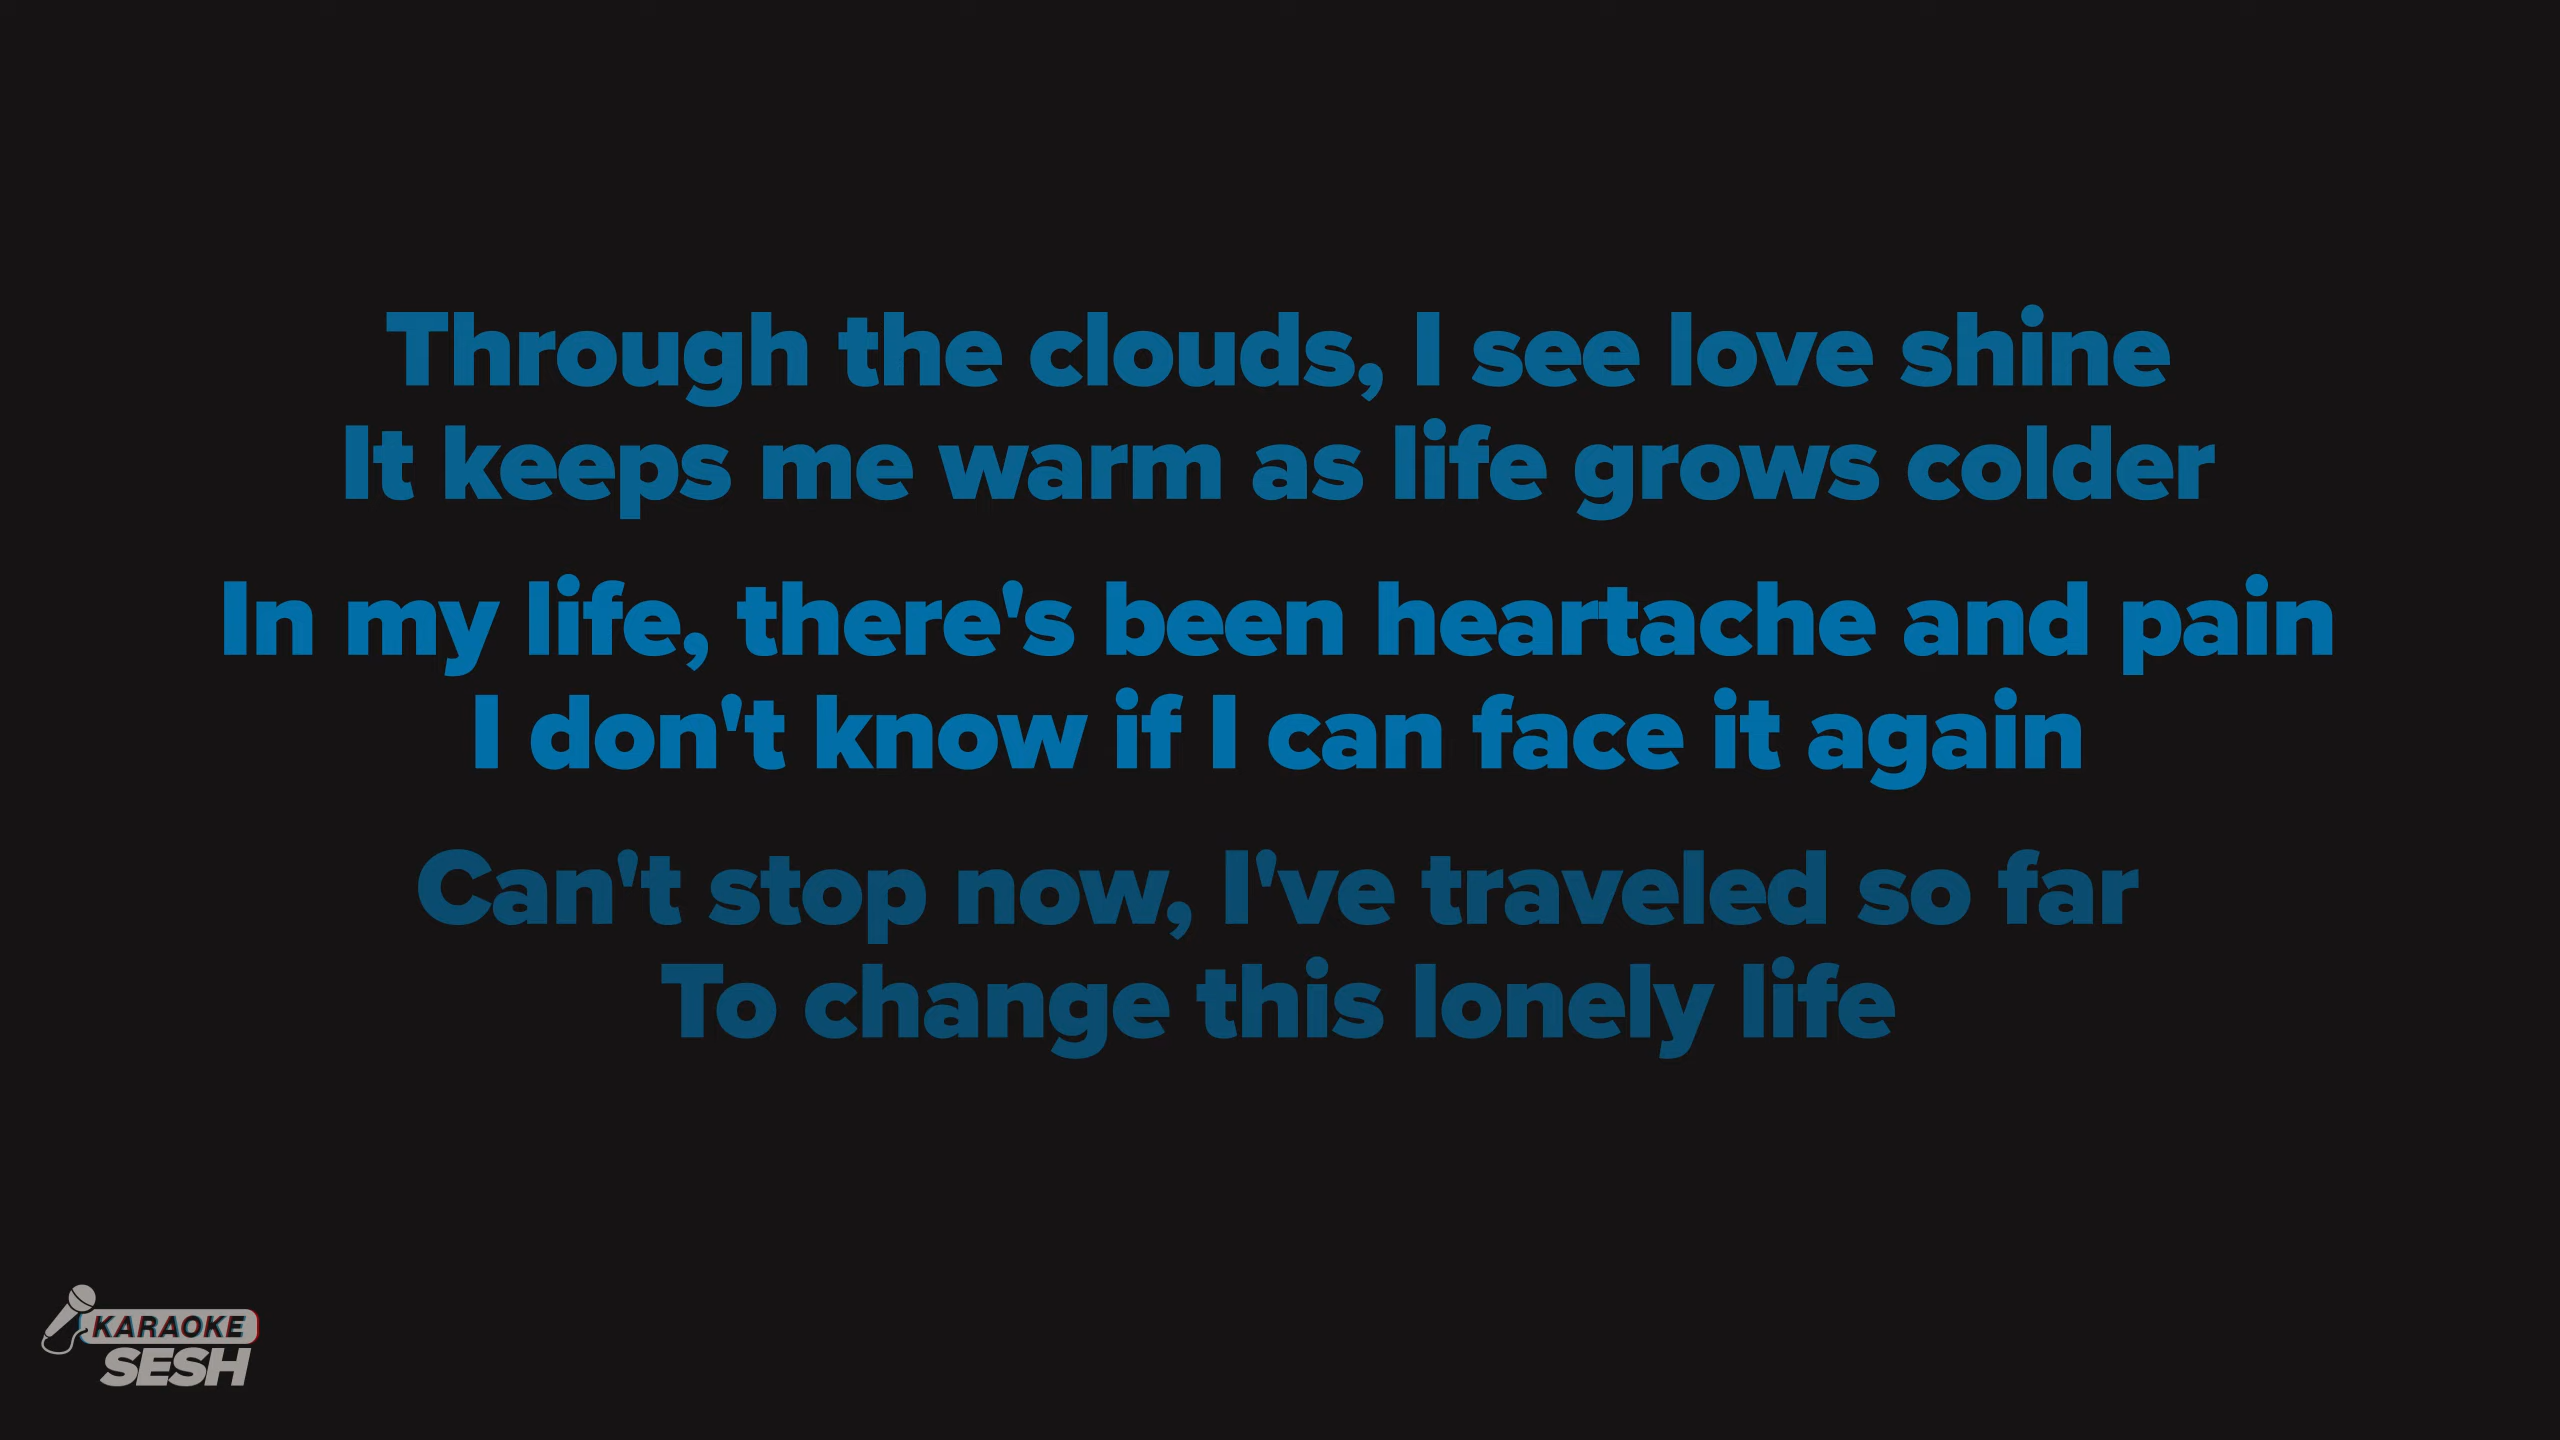 Through the clouds, I see love shine
It keeps me warm as life grows colder
In my life, there's been heartache and pain
I don't know if I can face it again
Can't stop now, I've traveled so far
To change this lonely life
KARAOKE
SESH